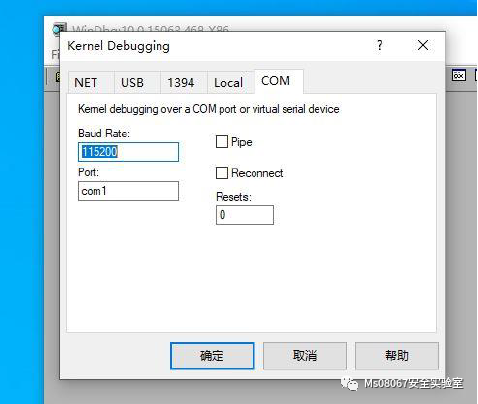 WinDbg:10.0.15063.468 X86
Kernel Debugging
?
NET USB 1394 Local COM
Kernel debugging over a COM port or virtual serial device
Baud Rate:
115200
Pipe
Port:
com1
Reconnect
Resets:
0
确定 取消 帮助
Ms08067安全实验室